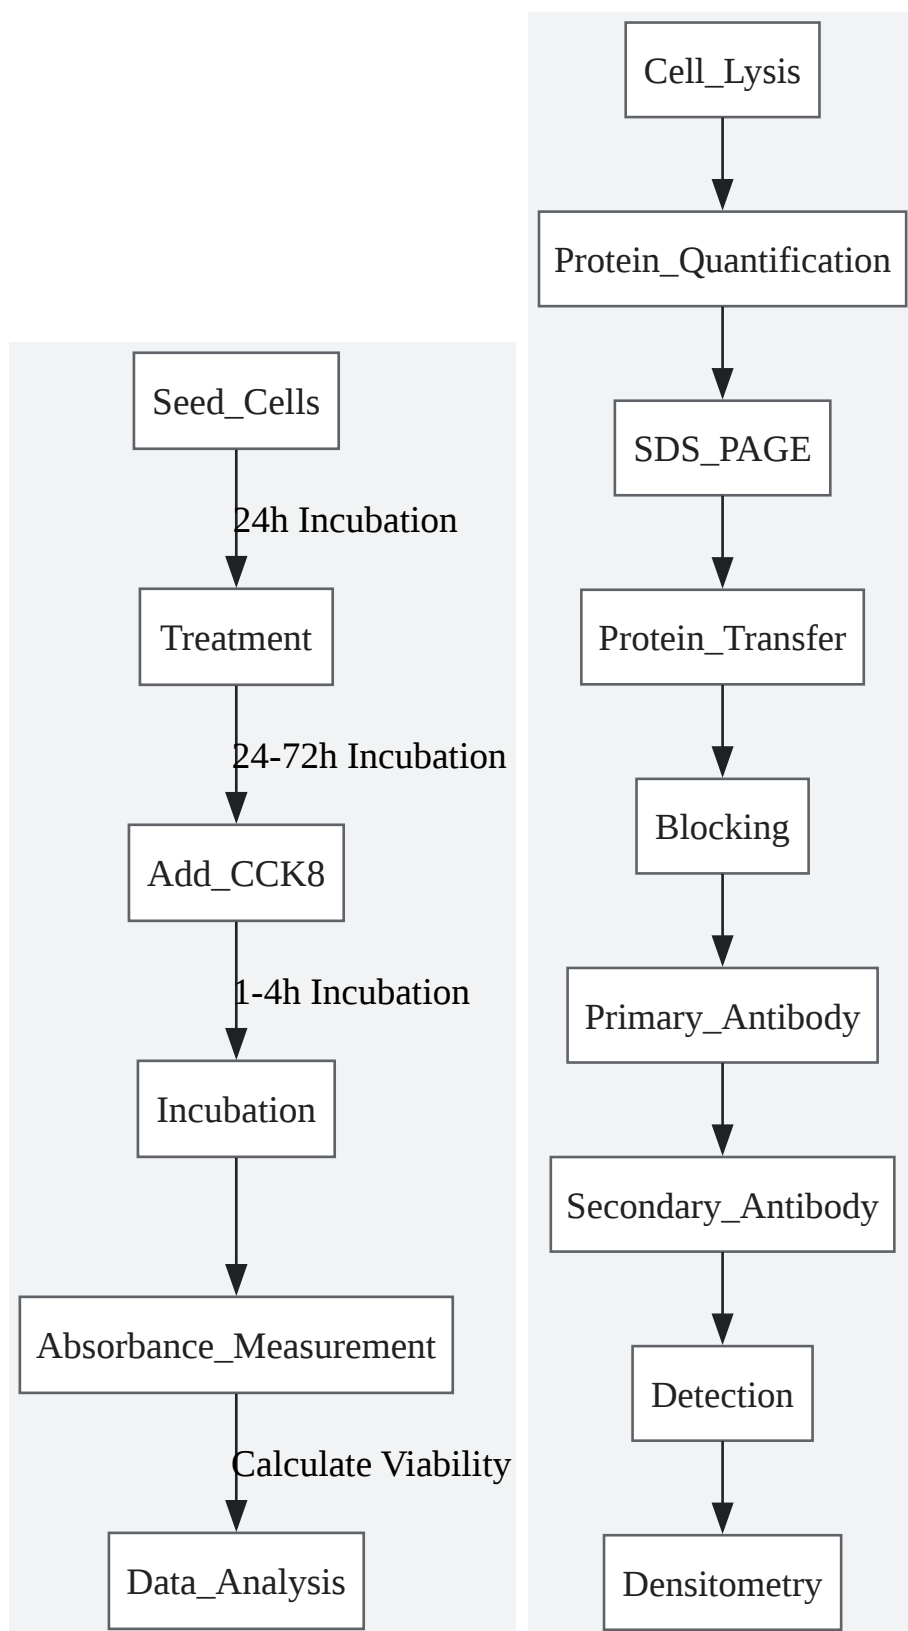 Seed_Cells
24h Incubation
Treatment
24-72h Incubation
Add_CCK8
1-4h Incubation
Incubation
Absorbance_Measurement
Calculate Viability
Data_Analysis
Cell_Lysis
Protein_Quantification
SDS_PAGE
Protein_Transfer
Blocking
Primary_Antibody
Secondary_Antibody
Detection
Densitometry